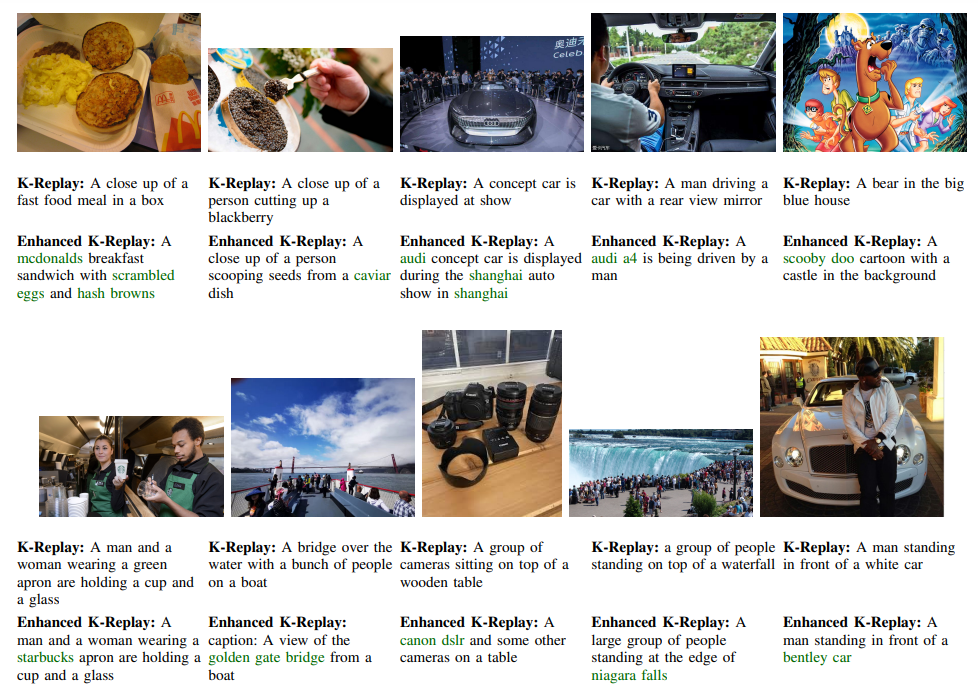 奥迪
Celeb
K-Replay: A close up of a
fast food meal in a box
Enhanced K-Replay: A
mcdonalds breakfast
sandwich with scrambled
eggs and hash browns
K-Replay: A close up of a
person cutting up a
blackberry
Enhanced K-Replay: A
close up of a person
scooping seeds from a caviar
dish
K-Replay: A concept car is
displayed at show
Enhanced K-Replay: A
audi concept car is displayed
during the shanghai auto
show in shanghai
K-Replay: A man driving a
car with a rear view mirror
Enhanced K-Replay: A
audi a4 is being driven by a
man
K-Replay: A bear in the big
blue house
Enhanced K-Replay: A
scooby doo cartoon with a
castle in the background
K-Replay: A man and a
woman wearing a green
apron are holding a cup and
a glass
Enhanced K-Replay: A
man and a woman wearing a
starbucks apron are holding a
cup and a glass
K-Replay: A bridge over the
water with a bunch of people
on a boat
Enhanced K-Replay:
caption: A view of the
golden gate bridge from a
boat
K-Replay: A group of
cameras sitting on top of a
wooden table
Enhanced K-Replay: A
canon dslr and some other
cameras on a table
K-Replay: a group of people
standing on top of a waterfall
Enhanced K-Replay: A
large group of people
standing at the edge of
niagara falls
K-Replay: A man standing
in front of a white car
Enhanced K-Replay: A
man standing in front of a
bentley car